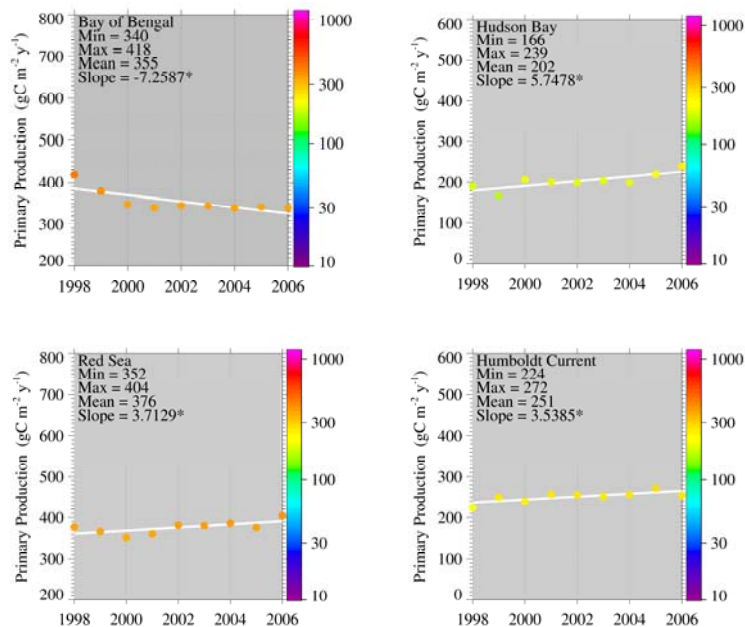 Bay of Bengal
Min = 340
Max = 418
Mean = 355
Slope = -7.2587*
Primary Production (gC m⁻² y⁻¹)
800
700
600
500
400
300
200
1998 2000 2002 2004 2006
1000
300
100
30
10
Hudson Bay
Min = 166
Max = 239
Mean = 202
Slope = 5.7478*
Primary Production (gC m⁻² y⁻¹)
600
500
400
300
200
100
0
1998 2000 2002 2004 2006
1000
300
100
30
10
Red Sea
Min = 352
Max = 404
Mean = 376
Slope = 3.7129*
Primary Production (gC m⁻² y⁻¹)
800
700
600
500
400
300
200
1998 2000 2002 2004 2006
1000
300
100
30
10
Humboldt Current
Min = 224
Max = 272
Mean = 251
Slope = 3.5385*
Primary Production (gC m⁻² y⁻¹)
600
500
400
300
200
100
0
1998 2000 2002 2004 2006
1000
300
100
30
10